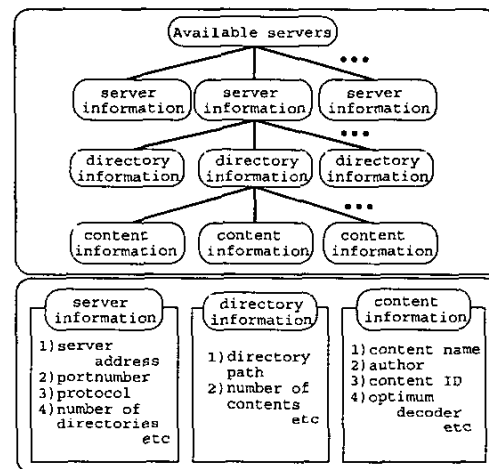 Available servers
•••
server information
server information
server information
•••
directory information
directory information
directory information
•••
content information
content information
content information
server information
1)server address
2)portnumber
3)protocol
4)number of directories
etc
directory information
1)directory path
2)number of contents
etc
content information
1)content name
2)author
3)content ID
4)optimum decoder
etc